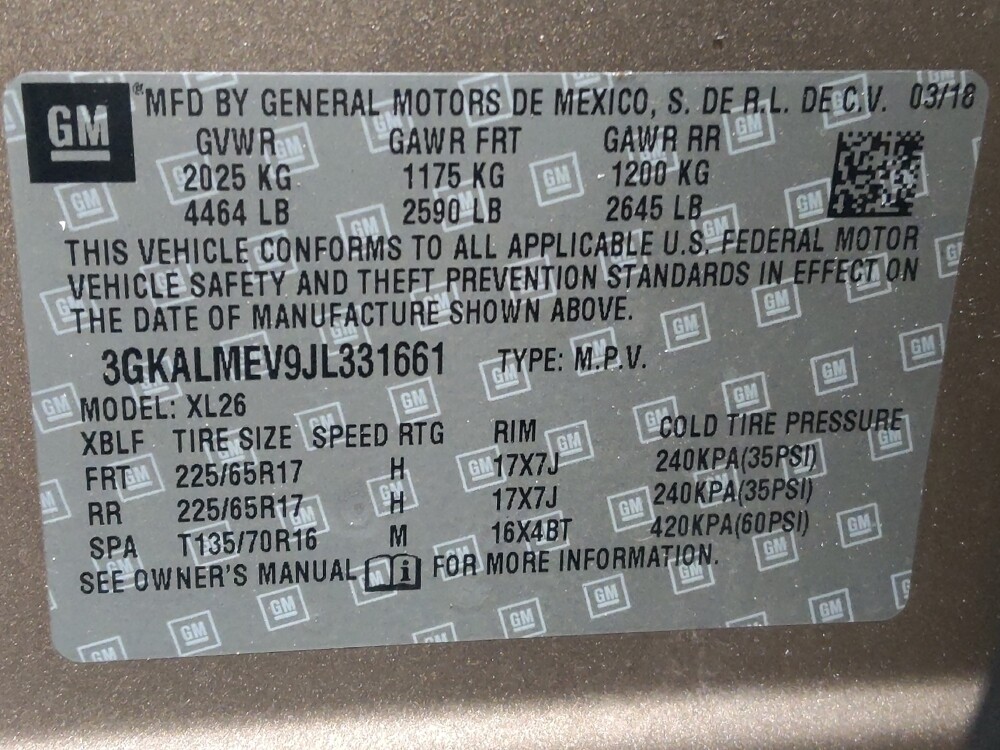 GM ® MFD BY GENERAL MOTORS DE MEXICO, S. DE R.L. DE C.V. 03/18
GVWR GAWR FRT GAWR RR
2025 KG 1175 KG 1200 KG
4464 LB 2590 LB 2645 LB
THIS VEHICLE CONFORMS TO ALL APPLICABLE U.S. FEDERAL MOTOR
VEHICLE SAFETY AND THEFT PREVENTION STANDARDS IN EFFECT ON
THE DATE OF MANUFACTURE SHOWN ABOVE.
3GKALMEV9JL331661 TYPE: M.P.V.
MODEL: XL26
XBLF TIRE SIZE SPEED RTG RIM COLD TIRE PRESSURE
FRT 225/65R17 H 17X7J 240KPA(35PSI)
RR 225/65R17 H 17X7J 240KPA(35PSI)
SPA T135/70R16 M 16X4BT 420KPA(60PSI)
SEE OWNER'S MANUAL i FOR MORE INFORMATION.